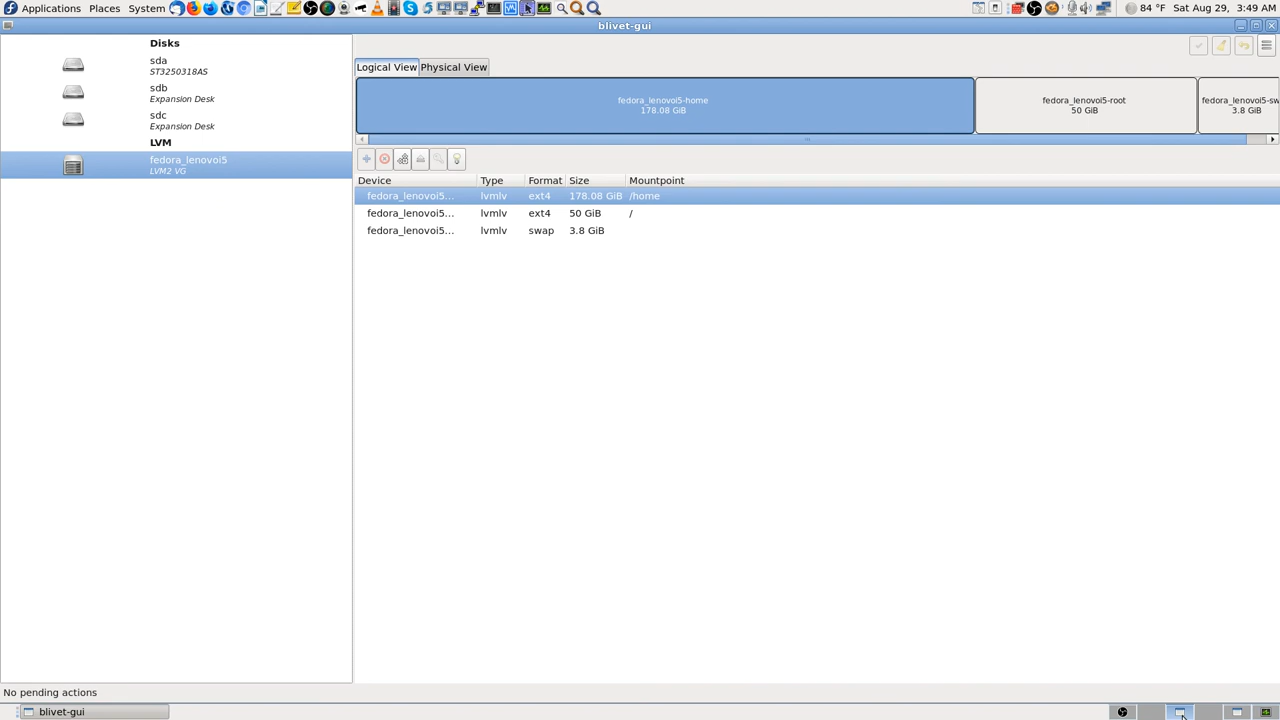 Applications Places System
84 °F Sat Aug 29, 3:49 AM
blivet-gui
Disks
sda
ST3250318AS
sdb
Expansion Desk
sdc
Expansion Desk
LVM
fedora_lenovoi5
LVM2 VG
Logical View Physical View
fedora_lenovoi5-home
178.08 GiB
fedora_lenovoi5-root
50 GiB
fedora_lenovoi5-sw
3.8 GiB
Device Type Format Size Mountpoint
fedora_lenovoi5... lvmlv ext4 178.08 GiB /home
fedora_lenovoi5... lvmlv ext4 50 GiB /
fedora_lenovoi5... lvmlv swap 3.8 GiB
No pending actions
blivet-gui